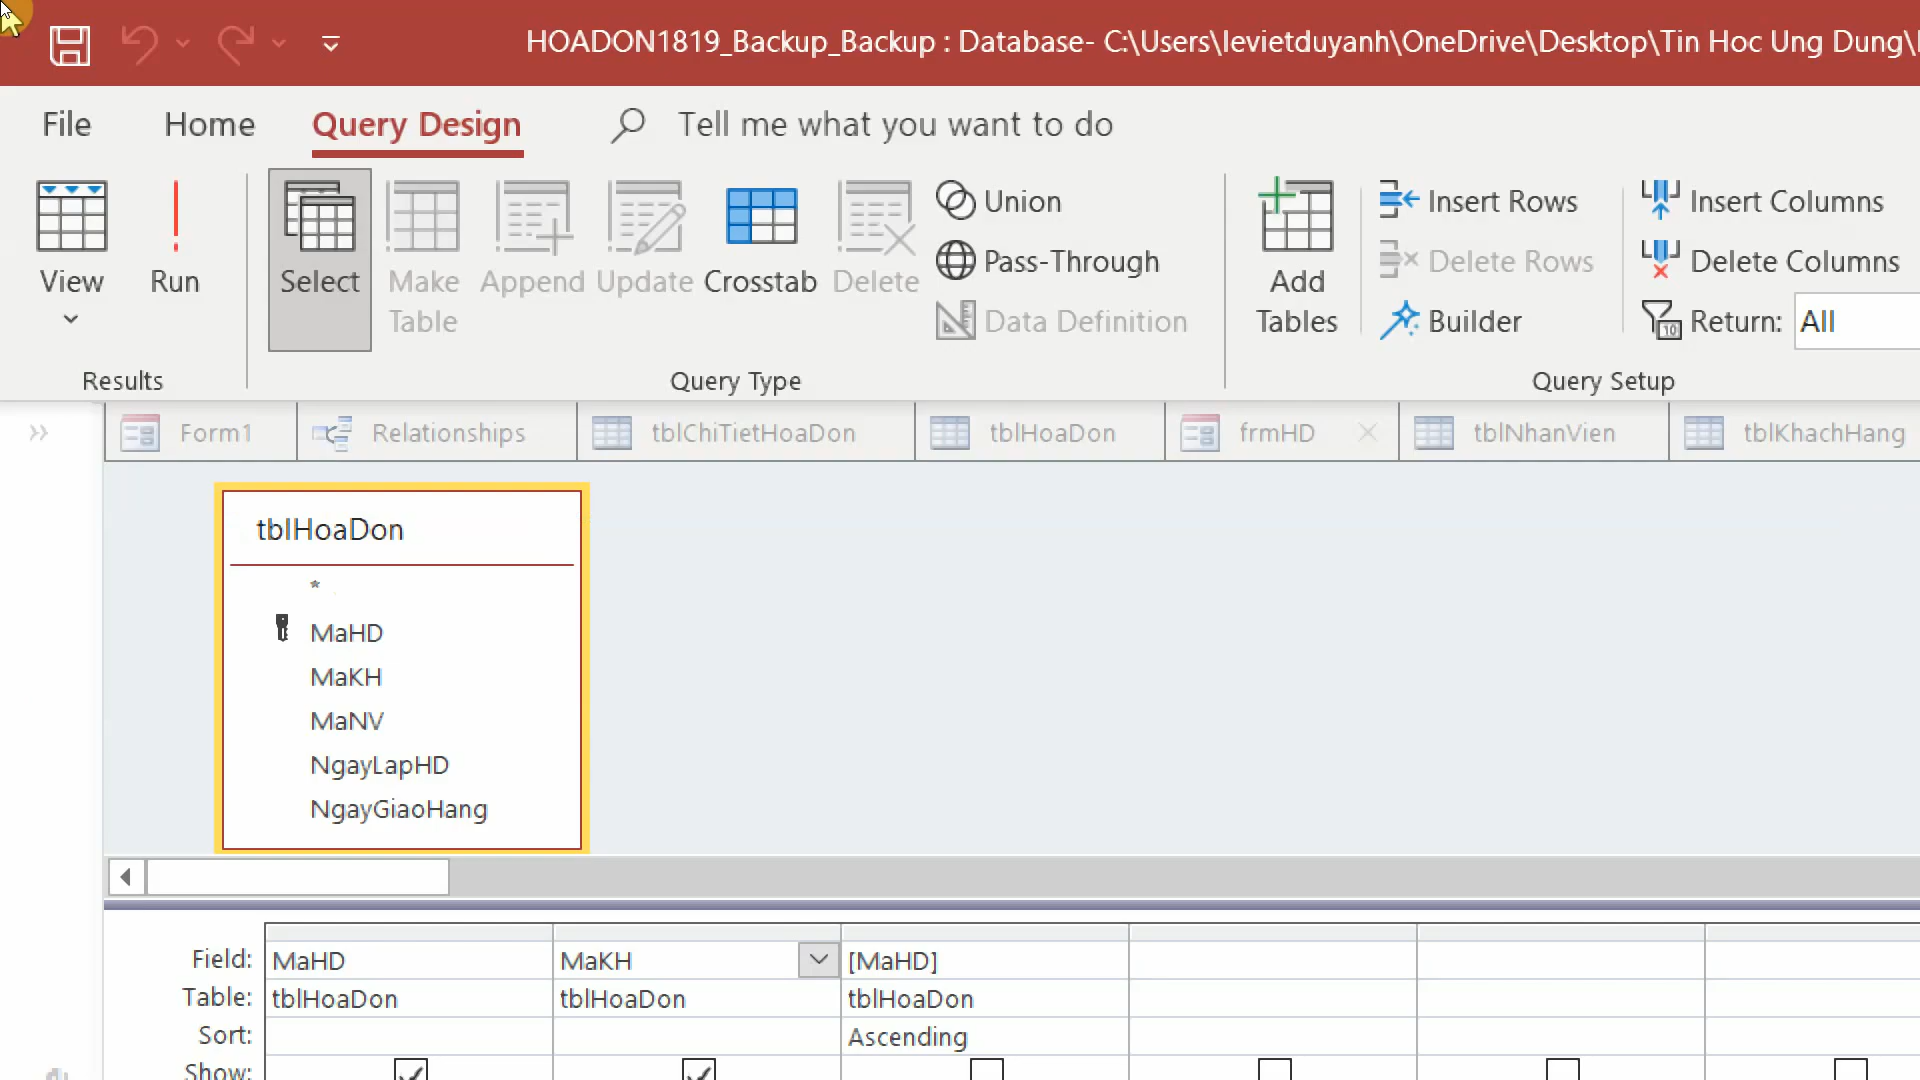 HOADON1819_Backup_Backup : Database- C:\Users\levietduyanh\OneDrive\Desktop\Tin Hoc Ung Dung\
File Home Query Design Tell me what you want to do
View Run Select Make Table Append Update Crosstab Delete
Union
Pass-Through
Data Definition
Add Tables
Insert Rows
Delete Rows
Builder
Insert Columns
Delete Columns
Return: All
Results Query Type Query Setup
Form1 Relationships tblChiTietHoaDon tblHoaDon frmHD tblNhanVien tblKhachHang
tblHoaDon
*
MaHD
MaKH
MaNV
NgayLapHD
NgayGiaoHang
Field: MaHD MaKH [MaHD]
Table: tblHoaDon tblHoaDon tblHoaDon
Sort: Ascending
Show: